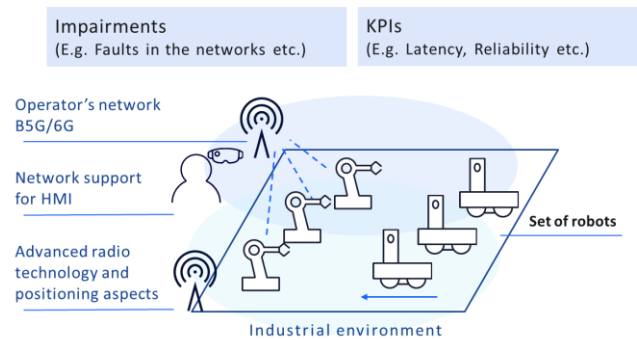 Impairments
(E.g. Faults in the networks etc.)
KPIs
(E.g. Latency, Reliability etc.)
Operator's network
B5G/6G
Network support
for HMI
Advanced radio
technology and
positioning aspects
Set of robots
Industrial environment